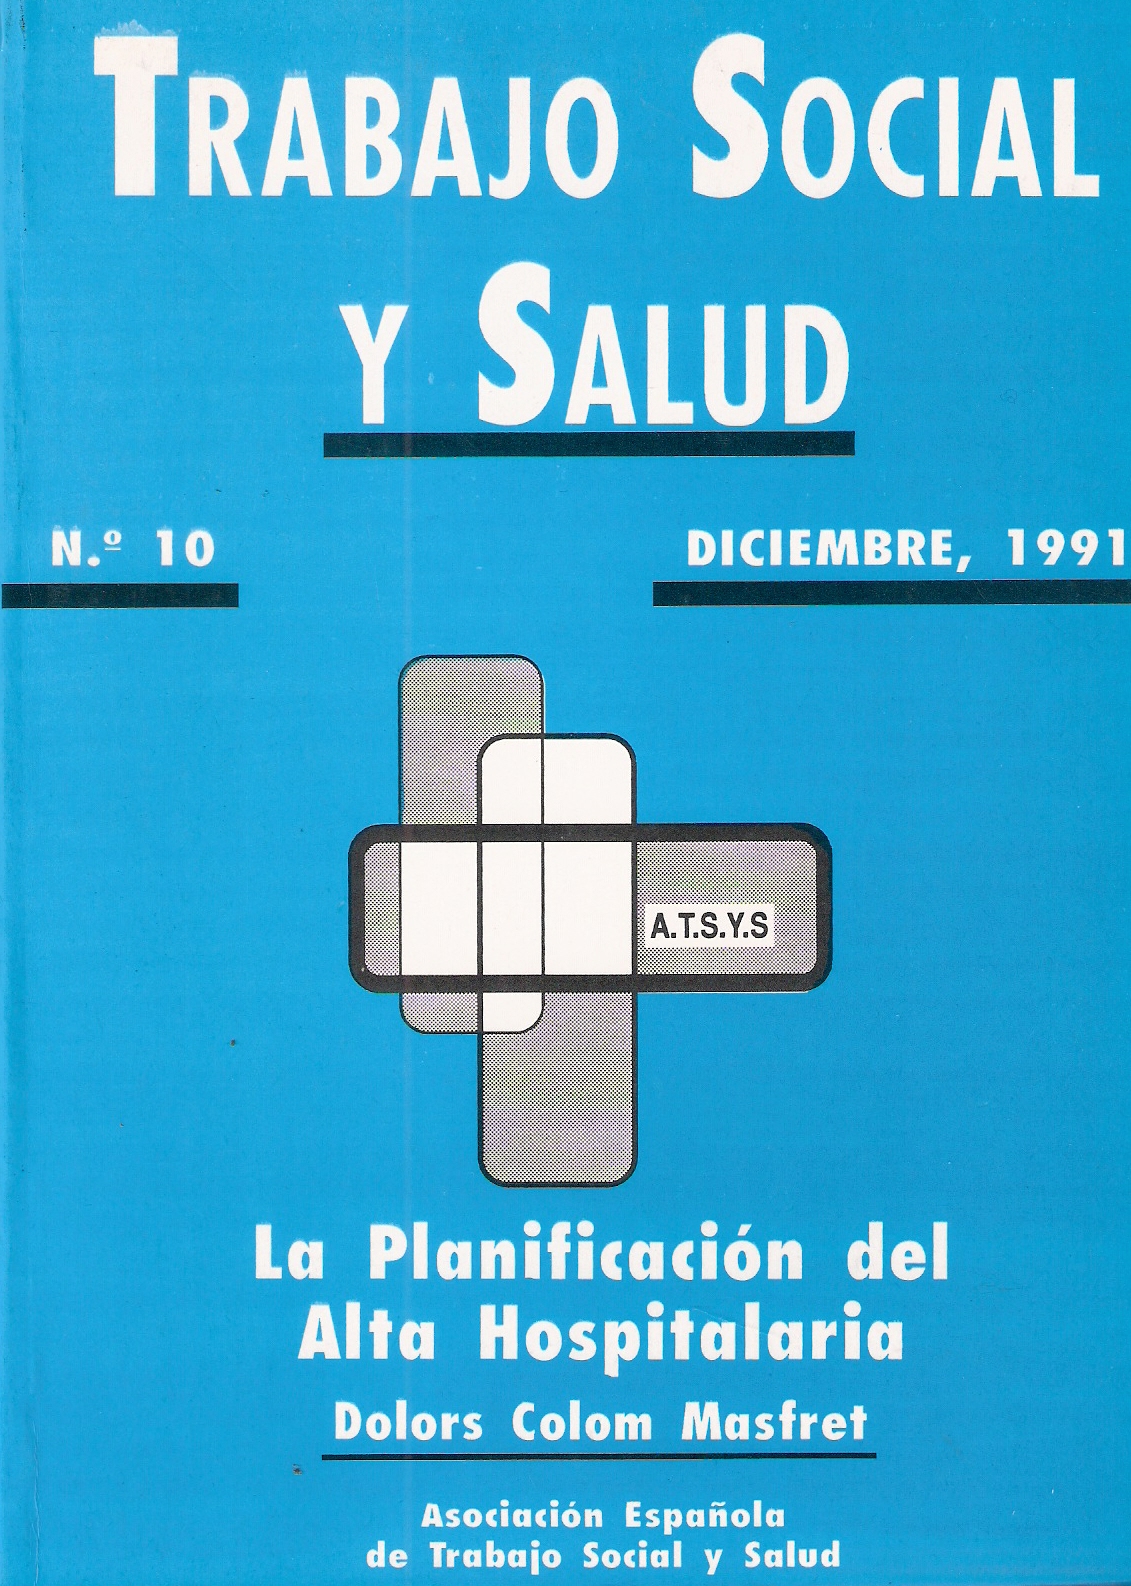 TRABAJO SOCIAL
Y SALUD
N.º 10
DICIEMBRE, 1991
A.T.S.Y.S
La Planificación del
Alta Hospitalaria
Dolors Colom Masfret
Asociación Española
de Trabajo Social y Salud